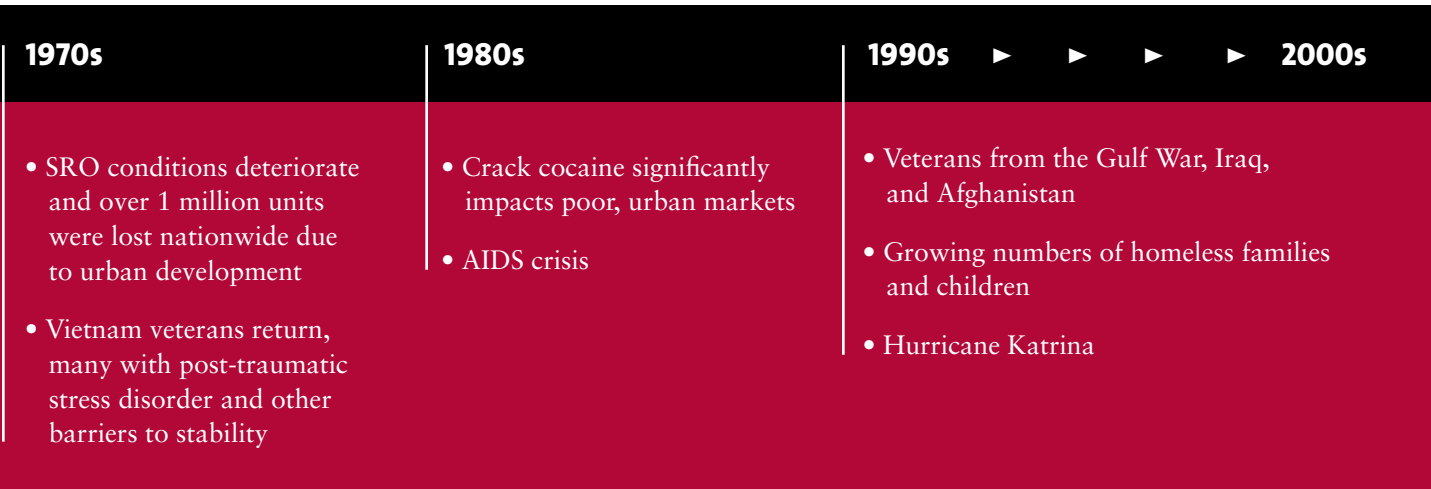 1970s
• SRO conditions deteriorate
and over 1 million units
were lost nationwide due
to urban development
• Vietnam veterans return,
many with post-traumatic
stress disorder and other
barriers to stability
1980s
• Crack cocaine significantly
impacts poor, urban markets
• AIDS crisis
1990s ► ► ► ► 2000s
• Veterans from the Gulf War, Iraq,
and Afghanistan
• Growing numbers of homeless families
and children
• Hurricane Katrina